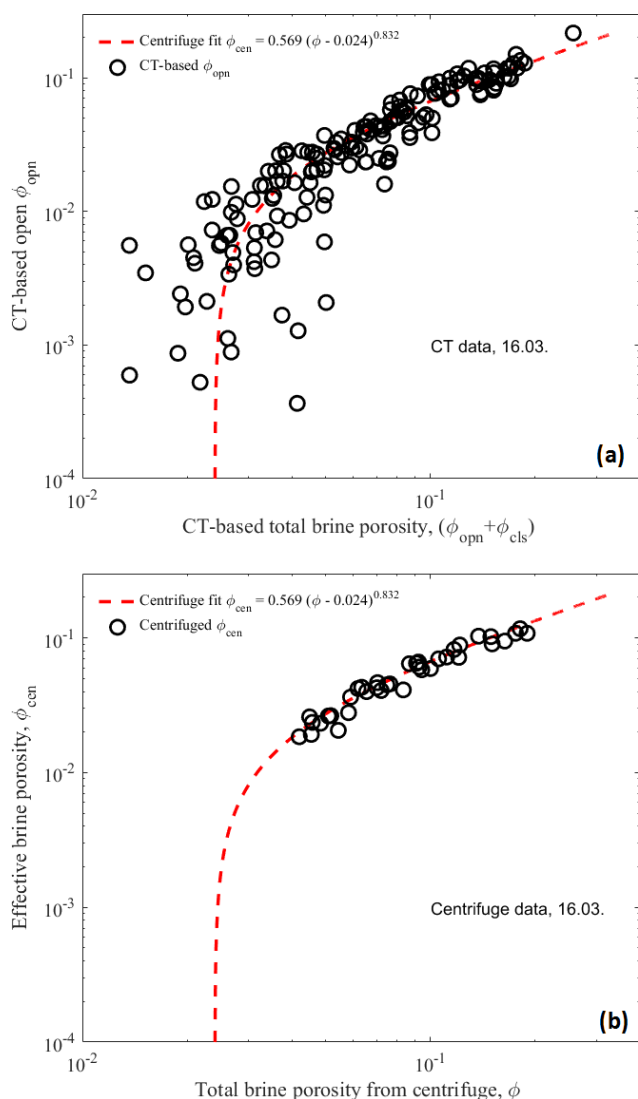 Centrifuge fit ϕcen = 0.569 (ϕ - 0.024)^0.832
CT-based ϕopn
10^-1
10^-2
10^-3
10^-4
CT-based open ϕopn
CT data, 16.03.
(a)
10^-2
10^-1
CT-based total brine porosity, (ϕopn+ϕcls)
Centrifuge fit ϕcen = 0.569 (ϕ - 0.024)^0.832
Centrifuged ϕcen
10^-1
10^-2
10^-3
10^-4
Effective brine porosity, ϕcen
Centrifuge data, 16.03.
(b)
10^-2
10^-1
Total brine porosity from centrifuge, ϕ